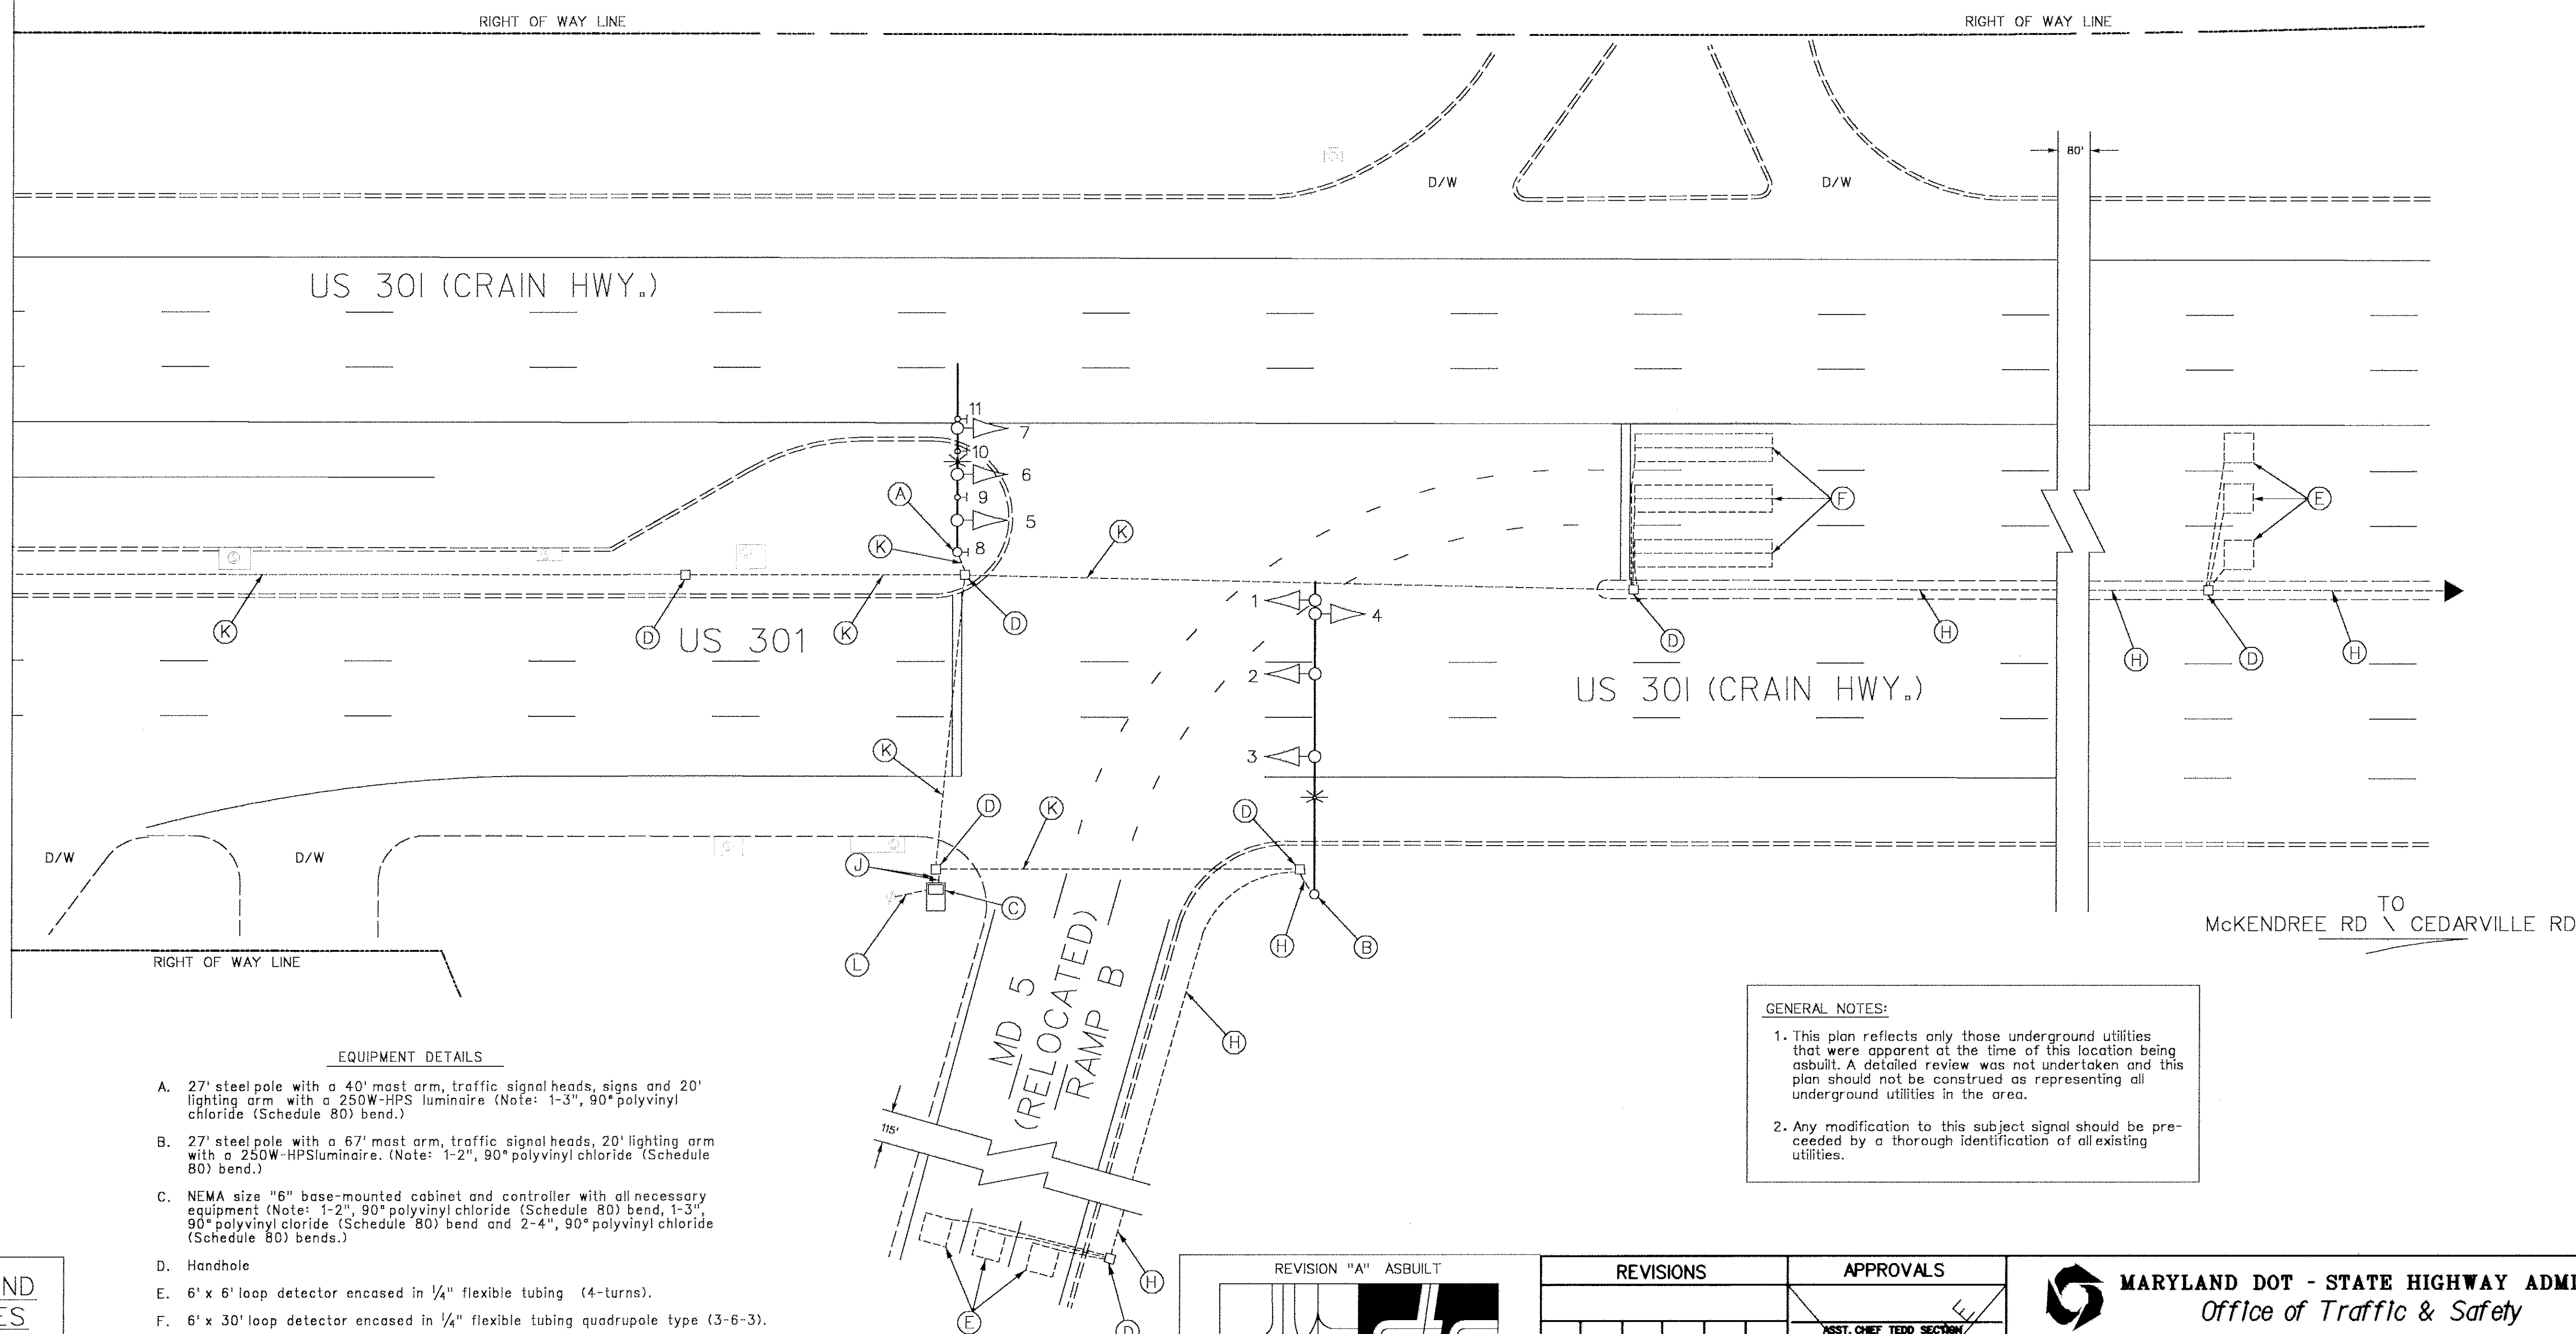 RIGHT OF WAY LINE
RIGHT OF WAY LINE
80'
D/W
D/W
US 301 (CRAIN HWY.)
11
7
10
6
9
5
8
A
K
K
F
E
K
D
US 301
K
D
1
4
D
H
H
D
H
2
US 301 (CRAIN HWY.)
3
K
D
K
D
D/W
D/W
J
C
L
H
B
TO
McKENDREE RD \ CEDARVILLE RD
RIGHT OF WAY LINE
MD 5
(RELOCATED)
RAMP B
H
115'
H
E
D
EQUIPMENT DETAILS
A. 27' steel pole with a 40' mast arm, traffic signal heads, signs and 20'
lighting arm with a 250W-HPS luminaire (Note: 1-3", 90° polyvinyl
chloride (Schedule 80) bend.)
B. 27' steel pole with a 67' mast arm, traffic signal heads, 20' lighting arm
with a 250W-HPSluminaire. (Note: 1-2", 90° polyvinyl chloride (Schedule
80) bend.)
C. NEMA size "6" base-mounted cabinet and controller with all necessary
equipment (Note: 1-2", 90° polyvinyl chloride (Schedule 80) bend, 1-3",
90° polyvinyl cloride (Schedule 80) bend and 2-4", 90° polyvinyl chloride
(Schedule 80) bends.)
D. Handhole
E. 6' x 6' loop detector encased in 1/4" flexible tubing (4-turns).
F. 6' x 30' loop detector encased in 1/4" flexible tubing quadrupole type (3-6-3).
GENERAL NOTES:
1. This plan reflects only those underground utilities
that were apparent at the time of this location being
asbuilt. A detailed review was not undertaken and this
plan should not be construed as representing all
underground utilities in the area.
2. Any modification to this subject signal should be pre-
ceeded by a thorough identification of all existing
utilities.
ND
ES
REVISION "A" ASBUILT
REVISIONS
APPROVALS
ASST. CHIEF TEDD SECTION
MARYLAND DOT - STATE HIGHWAY ADMI
Office of Traffic & Safety